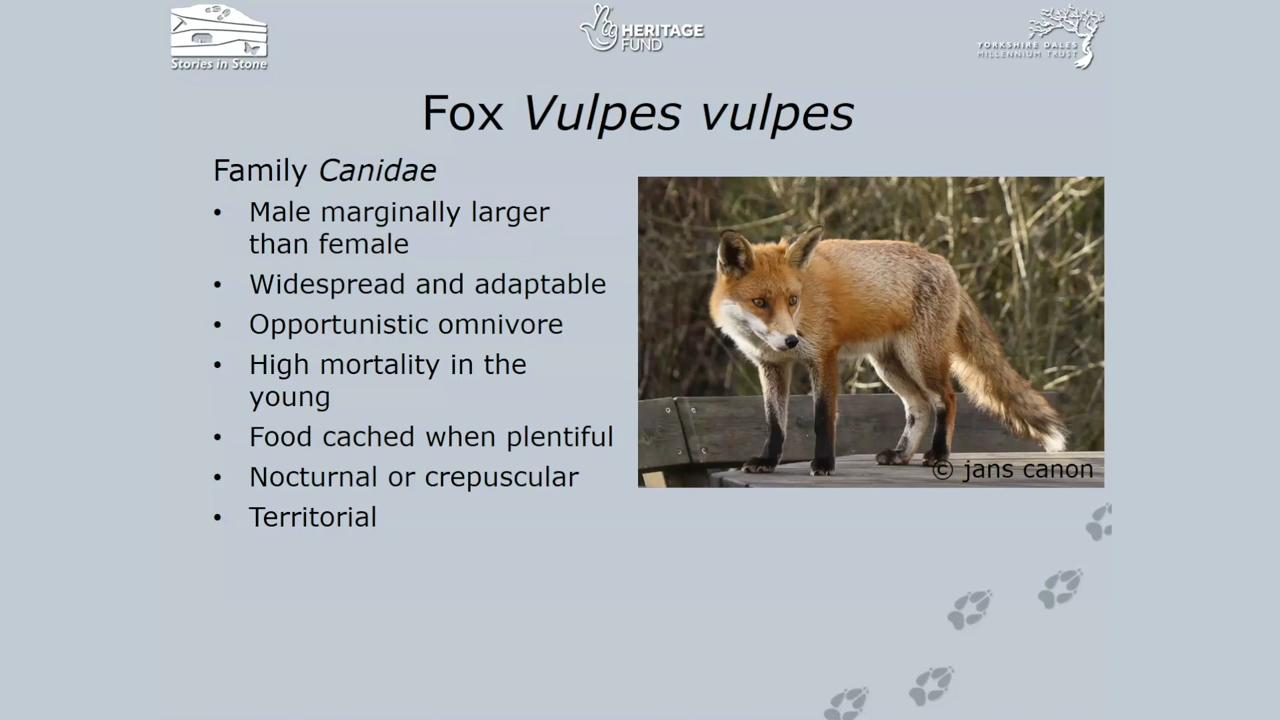 Stories in Stone
HERITAGE
FUND
YORKSHIRE DALES
MILLENNIUM TRUST
Fox Vulpes vulpes
Family Canidae
• Male marginally larger
than female
• Widespread and adaptable
• Opportunistic omnivore
• High mortality in the
young
• Food cached when plentiful
• Nocturnal or crepuscular
• Territorial
© jans canon